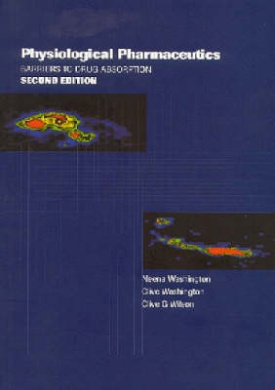 Physiological Pharmaceutics
BARRIERS TO DRUG ABSORPTION
SECOND EDITION
Neena Washington
Clive Washington
Clive G Wilson